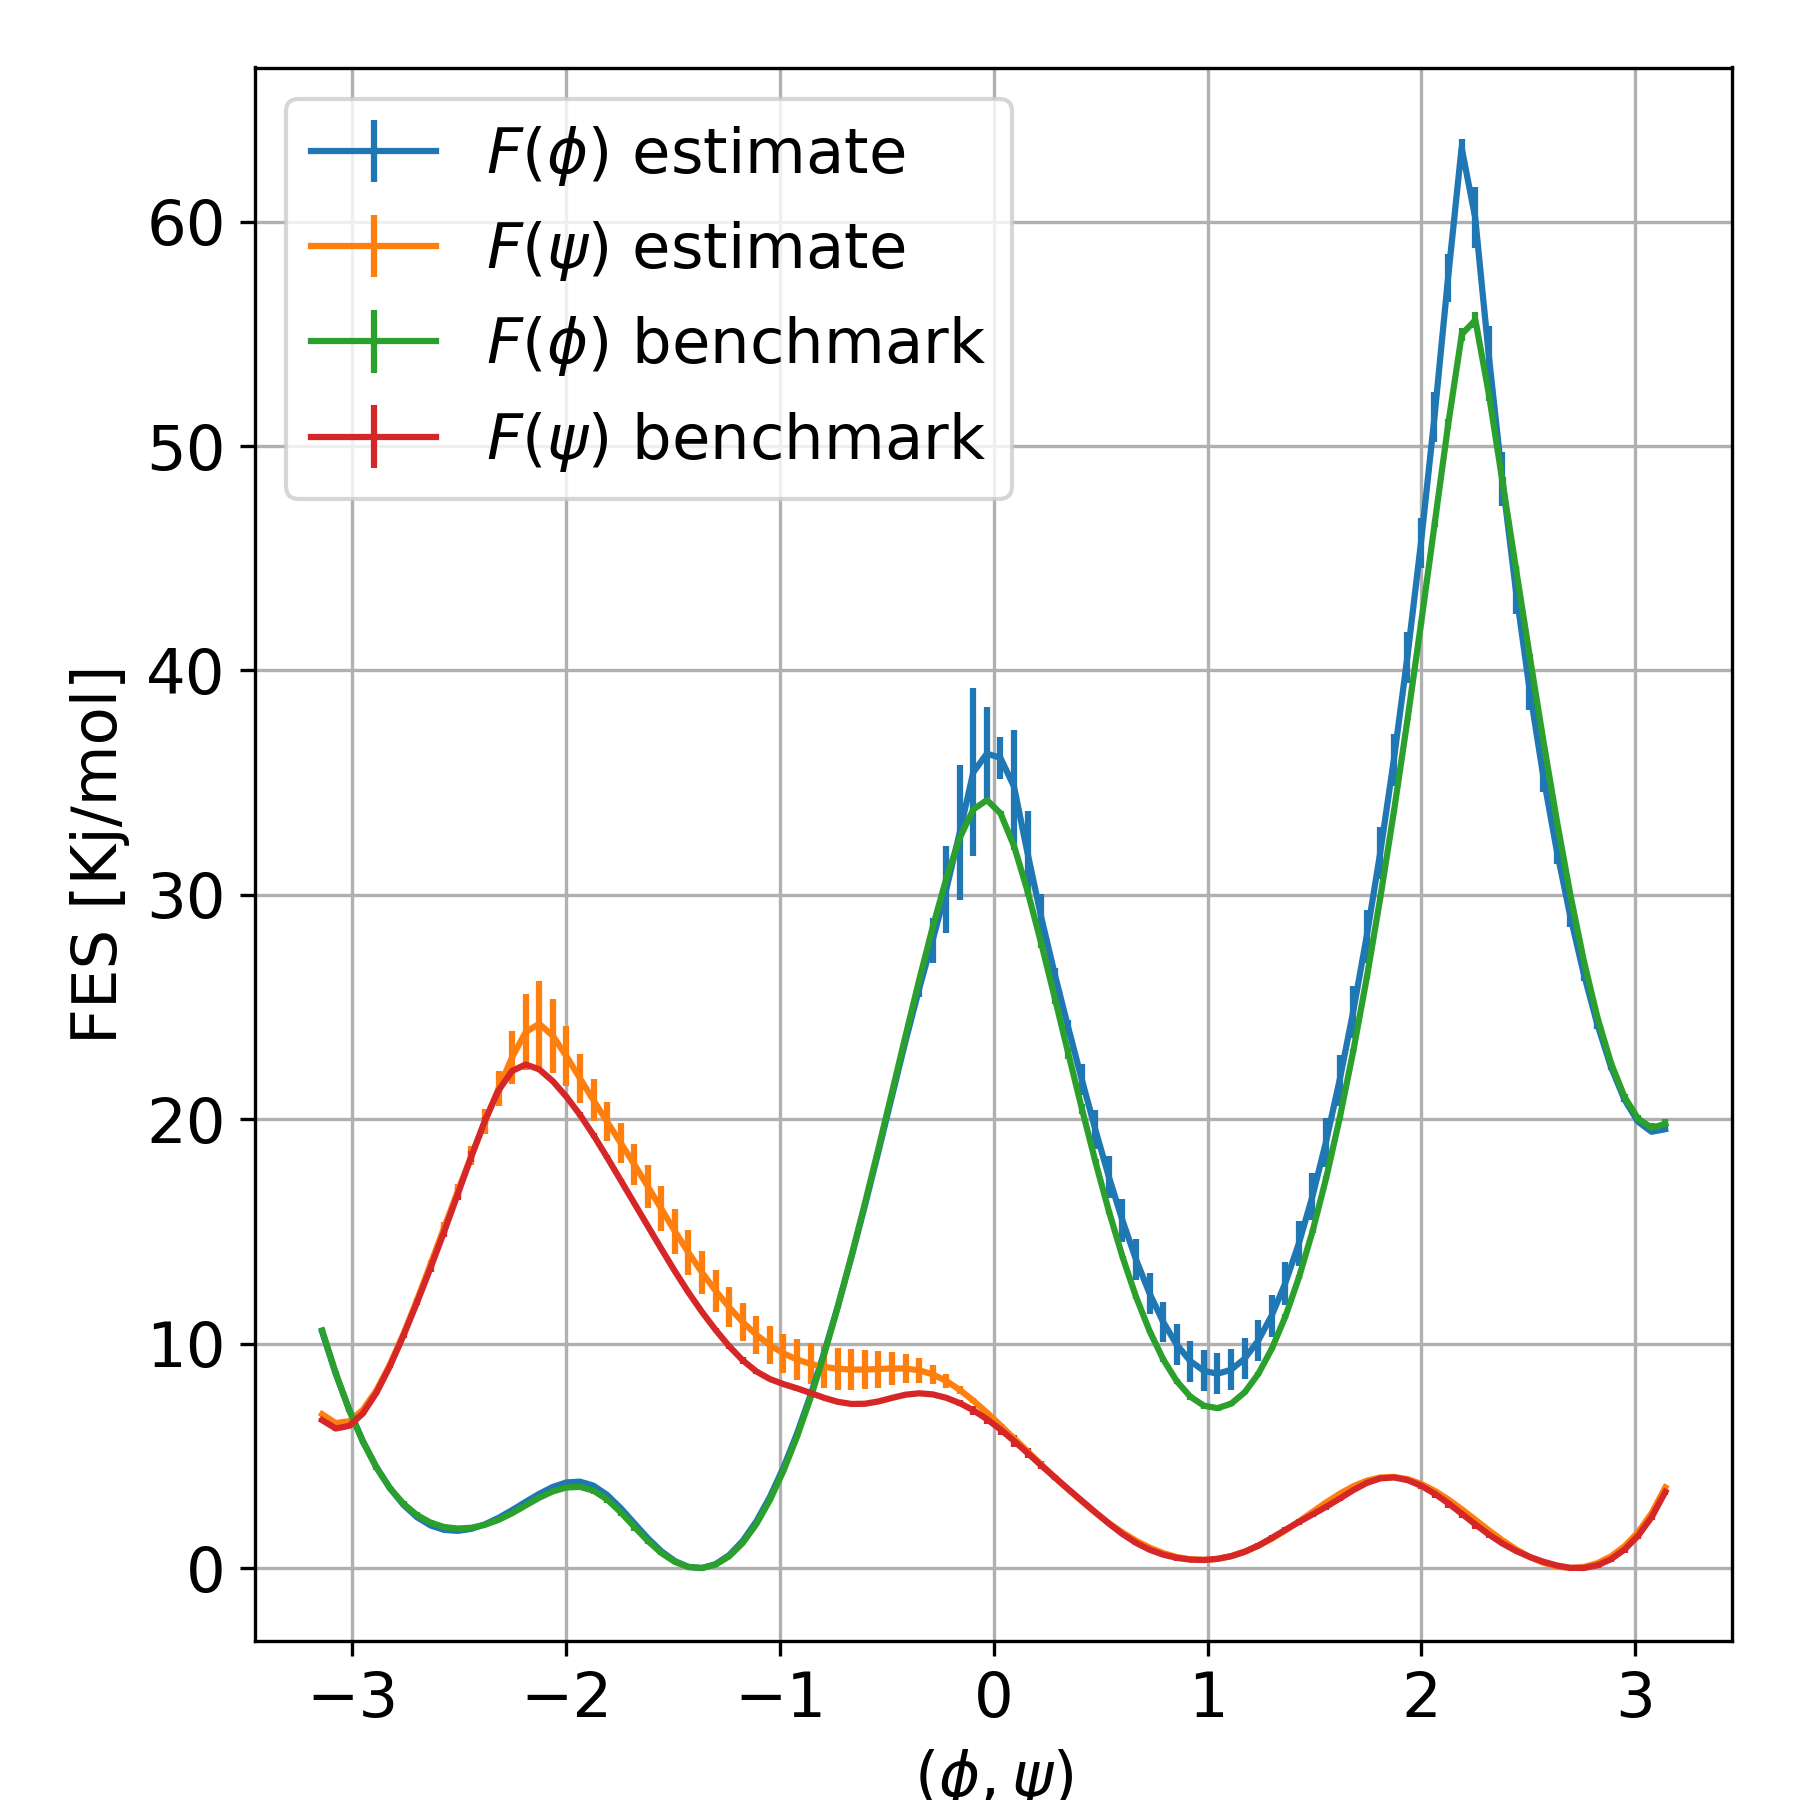 F(ϕ) estimate
F(ψ) estimate
F(ϕ) benchmark
F(ψ) benchmark
FES [Kj/mol]
60
50
40
30
20
10
0
−3 −2 −1 0 1 2 3
(ϕ, ψ)